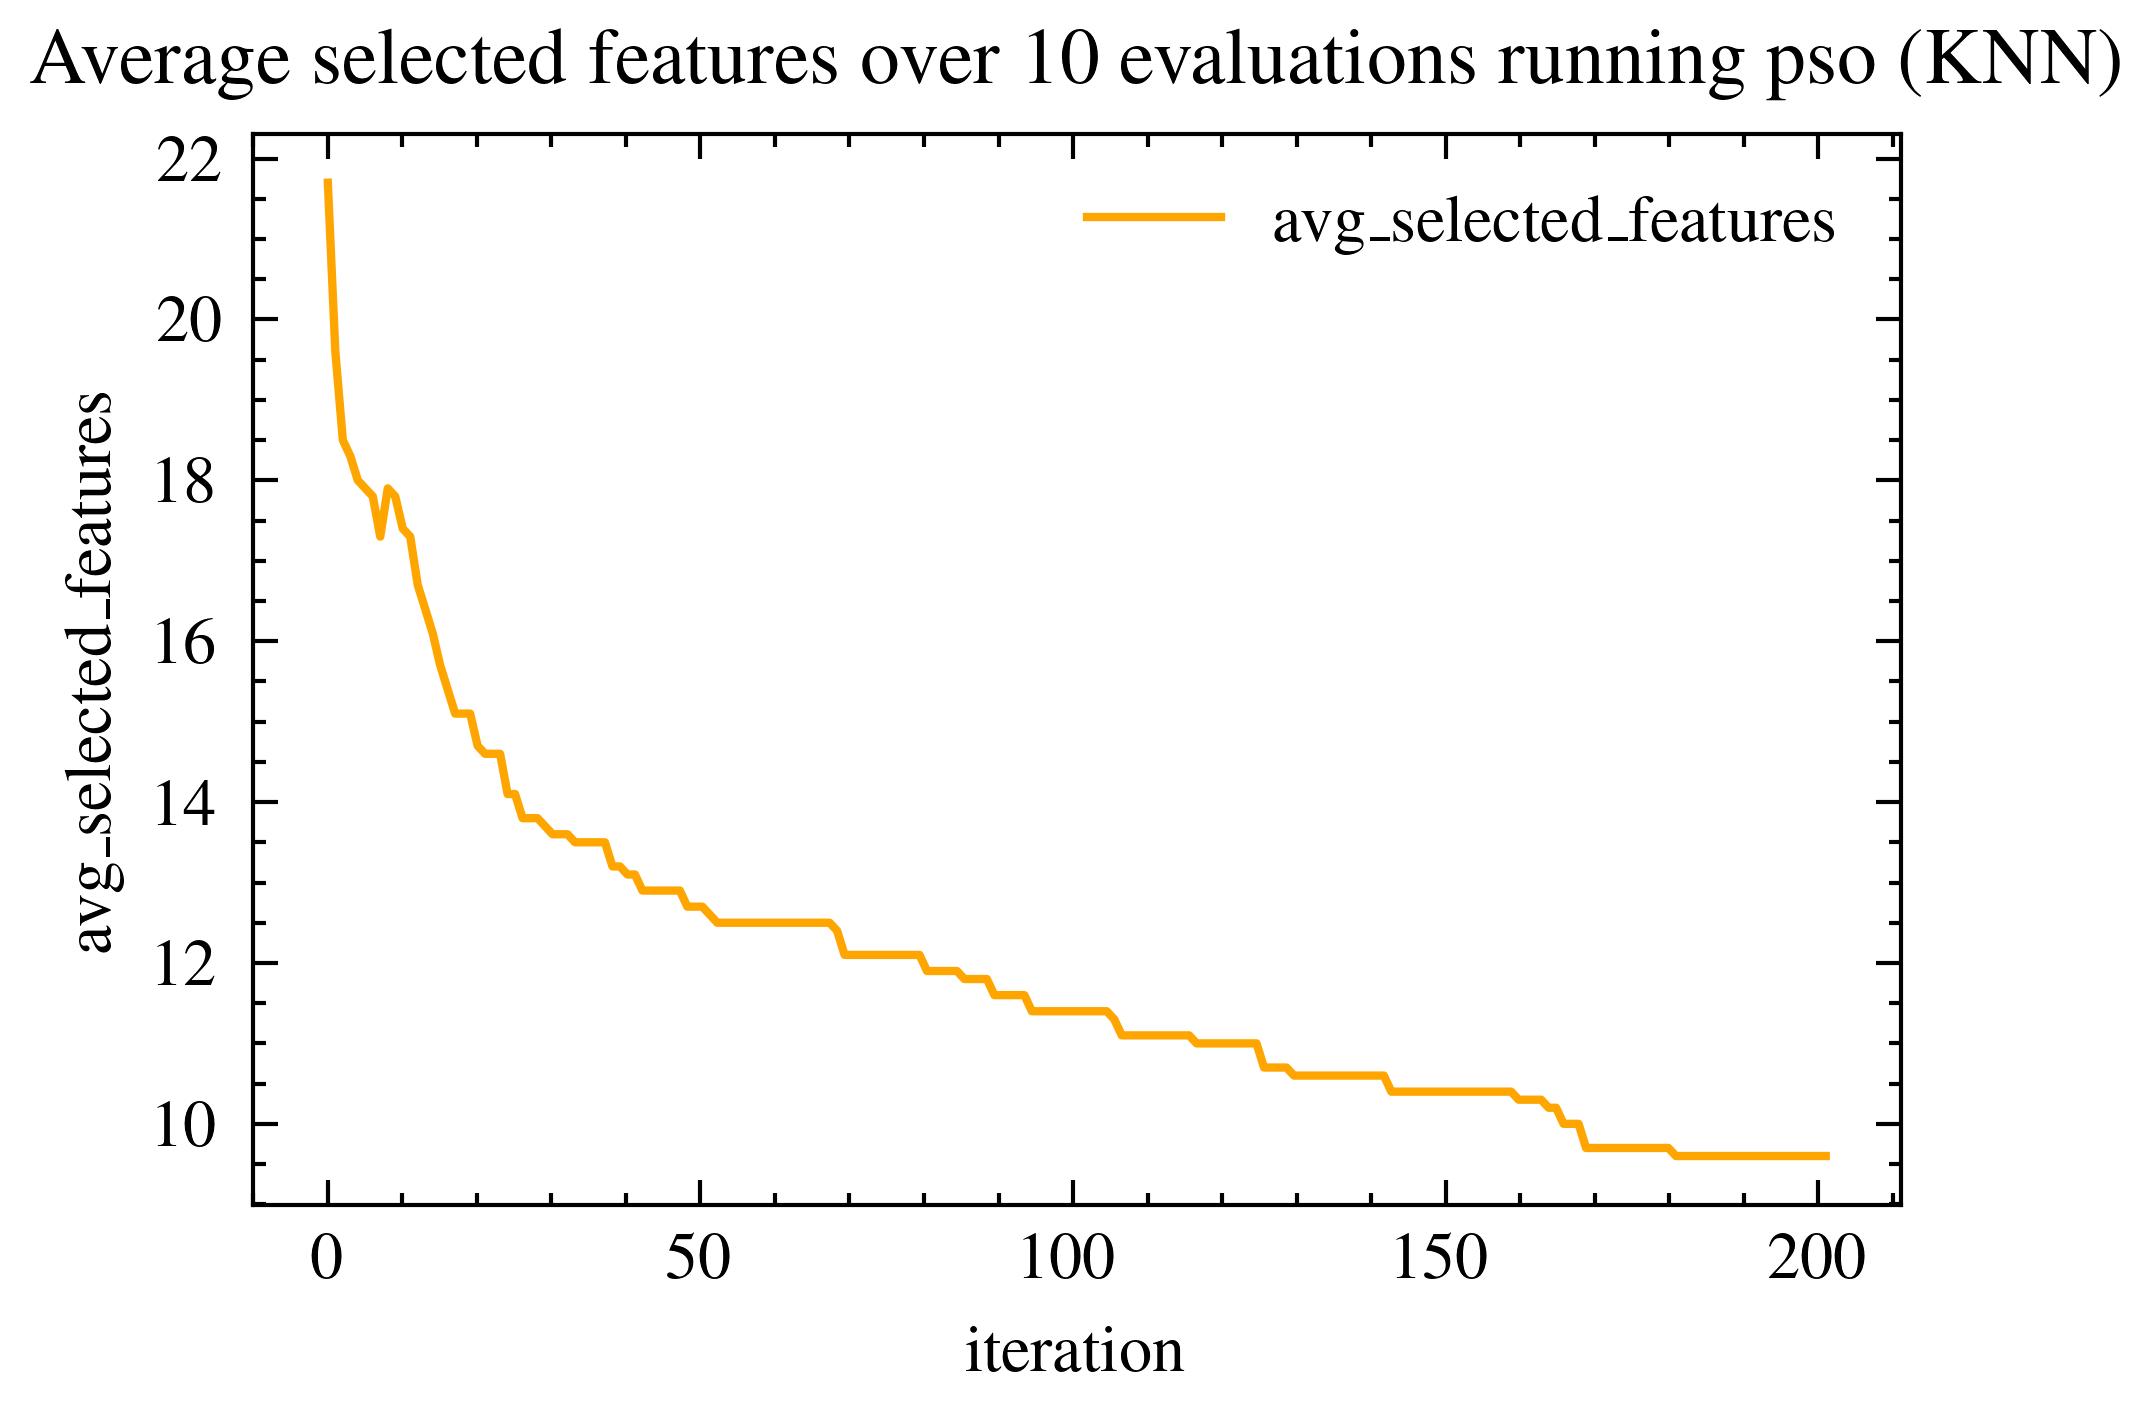 Average selected features over 10 evaluations running pso (KNN)
avg_selected_features
22
20
18
16
14
12
10
avg_selected_features
0 50 100 150 200
iteration